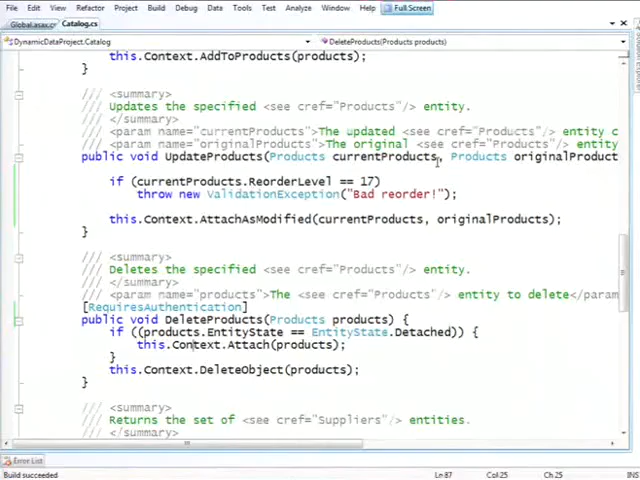 File Edit View Refactor Project Build Debug Data Tools Test Analyze Window Help Full Screen
Global.asax.cs Catalog.cs
DynamicDataProject.Catalog DeleteProducts(Products products)
this.Context.AddToProducts(products);
}
/// <summary>
/// Updates the specified <see cref="Products"/> entity.
/// </summary>
/// <param name="currentProducts">The updated <see cref="Products"/> entity c
/// <param name="originalProducts">The original <see cref="Products"/> entity
public void UpdateProducts(Products currentProducts, Products originalProduct
if (currentProducts.ReorderLevel == 17)
throw new ValidationException("Bad reorder!");
this.Context.AttachAsModified(currentProducts, originalProducts);
}
/// <summary>
/// Deletes the specified <see cref="Products"/> entity.
/// </summary>
/// <param name="products">The <see cref="Products"/> entity to delete</param
[RequiresAuthentication]
public void DeleteProducts(Products products) {
if ((products.EntityState == EntityState.Detached)) {
this.Context.Attach(products);
}
this.Context.DeleteObject(products);
}
/// <summary>
/// Returns the set of <see cref="Suppliers"/> entities.
/// </summary>
Error List
Build succeeded Ln 87 Col 25 Ch 25 INS